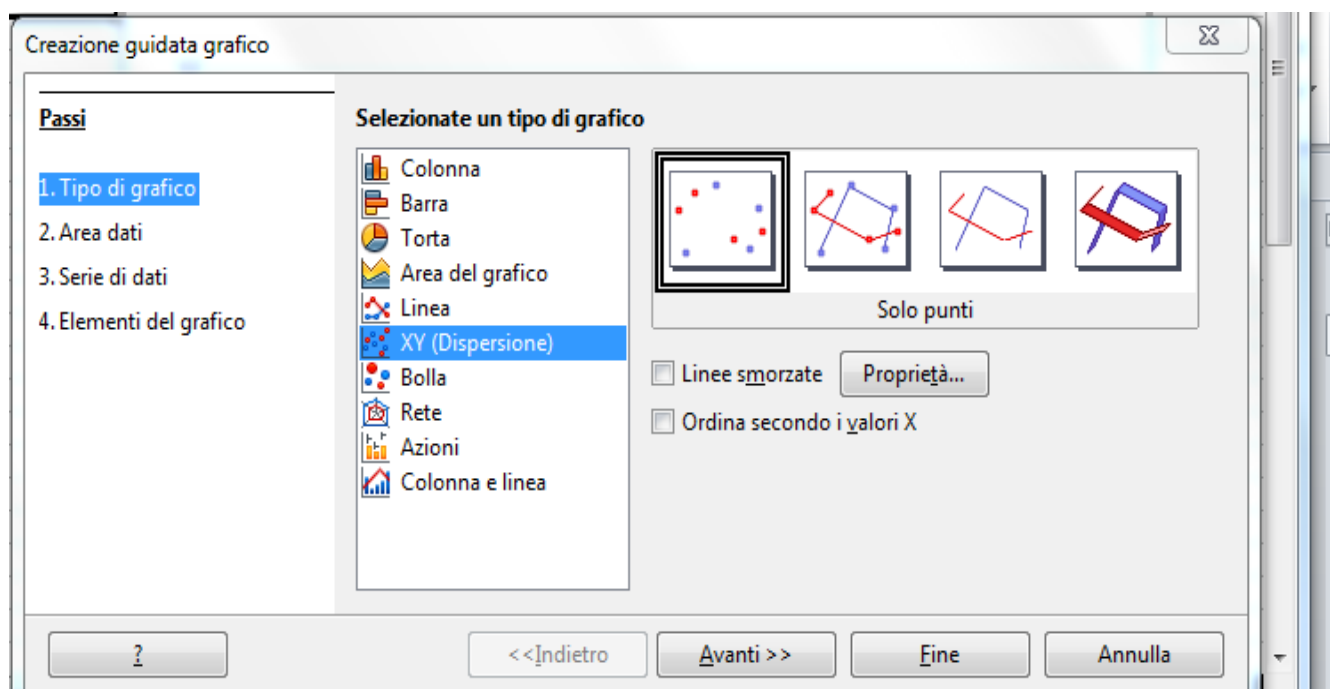 Creazione guidata grafico
Passi
1. Tipo di grafico
2. Area dati
3. Serie di dati
4. Elementi del grafico
Selezionate un tipo di grafico
Colonna
Barra
Torta
Area del grafico
Linea
XY (Dispersione)
Bolla
Rete
Azioni
Colonna e linea
Solo punti
Linee smorzate
Proprietà...
Ordina secondo i valori X
?
<<Indietro
Avanti >>
Fine
Annulla